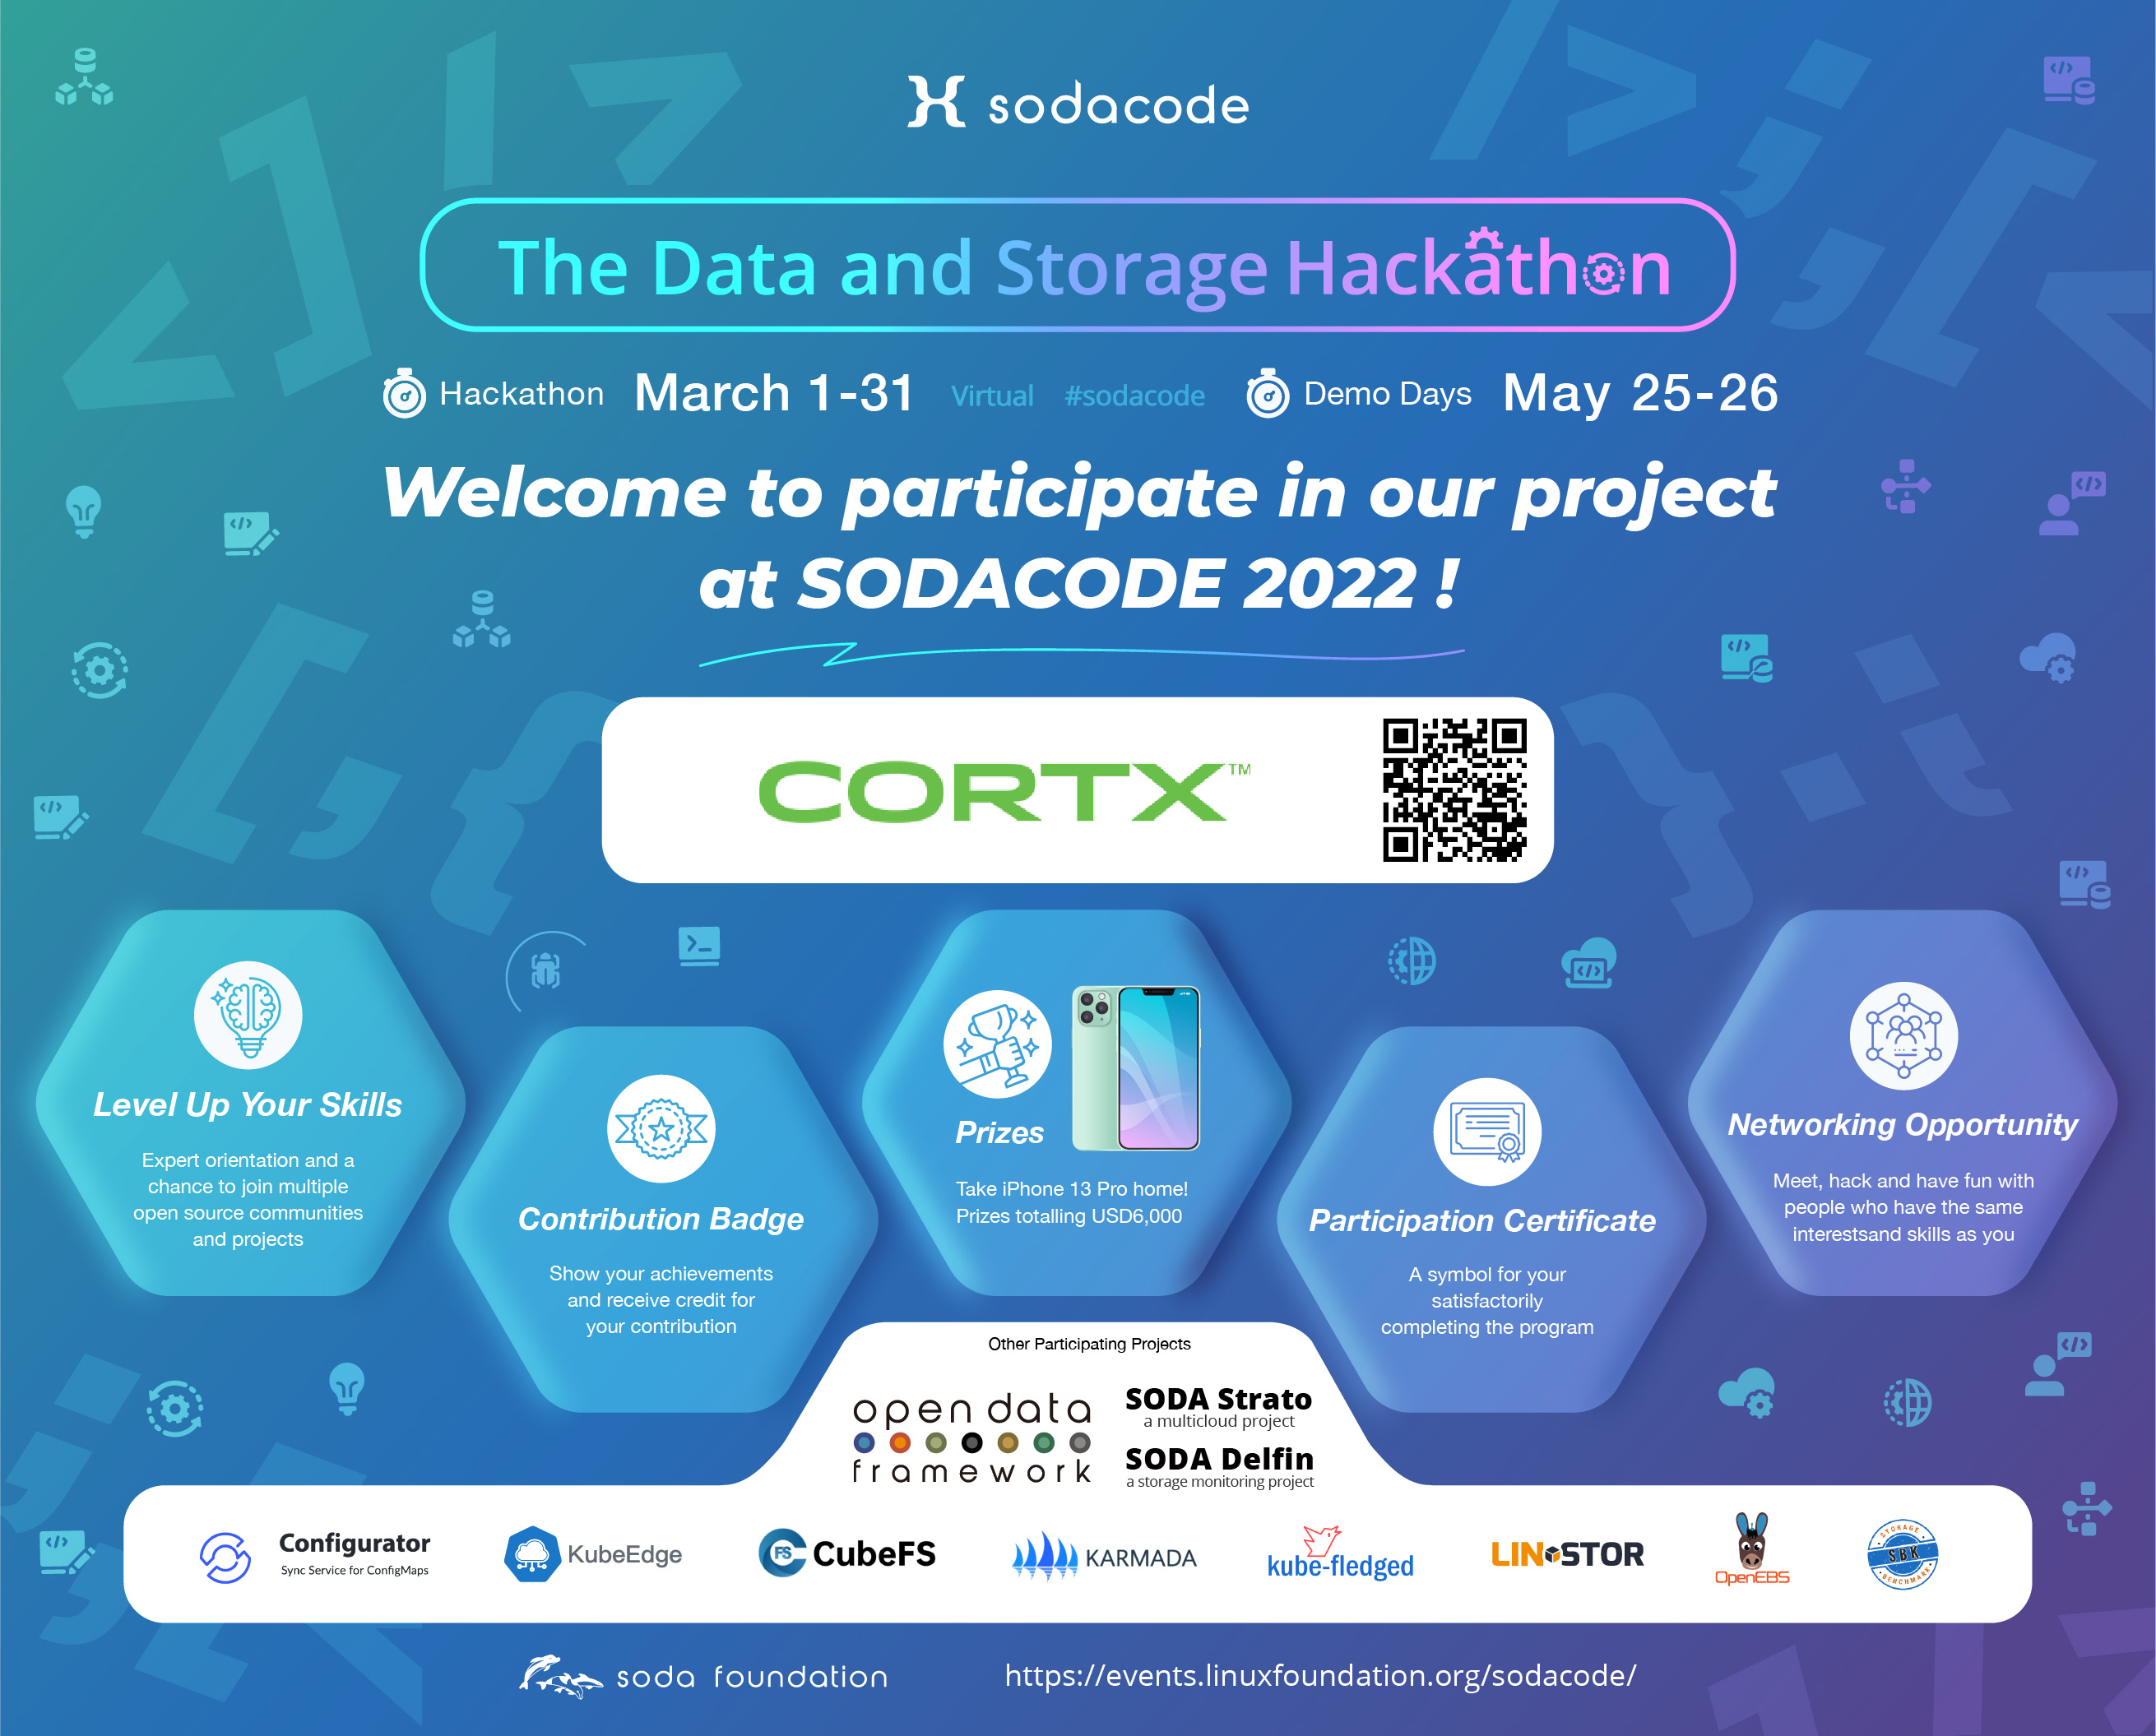 sodacode
The Data and Storage Hackathon
Hackathon March 1-31 Virtual #sodacode Demo Days May 25-26
Welcome to participate in our project
at SODACODE 2022 !
CORTX™
Level Up Your Skills
Expert orientation and a
chance to join multiple
open source communities
and projects
Contribution Badge
Show your achievements
and receive credit for
your contribution
Prizes
Take iPhone 13 Pro home!
Prizes totalling USD6,000
Participation Certificate
A symbol for your
satisfactorily
completing the program
Networking Opportunity
Meet, hack and have fun with
people who have the same
interestsand skills as you
Other Participating Projects
open data
framework
SODA Strato
a multicloud project
SODA Delfin
a storage monitoring project
Configurator
Sync Service for ConfigMaps
KubeEdge
FS CubeFS
KARMADA
kube-fledged
LINSTOR
OpenEBS
STORAGE
SBK
BENCHMARK
soda foundation
https://events.linuxfoundation.org/sodacode/